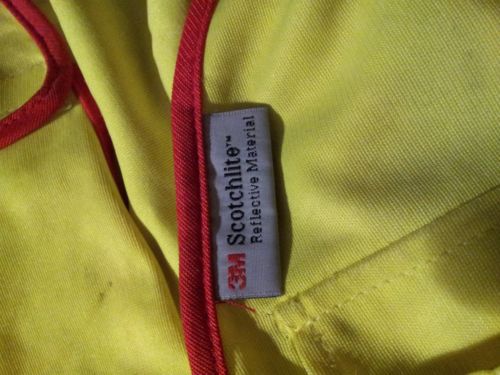 3M Scotchlite™
Reflective Material